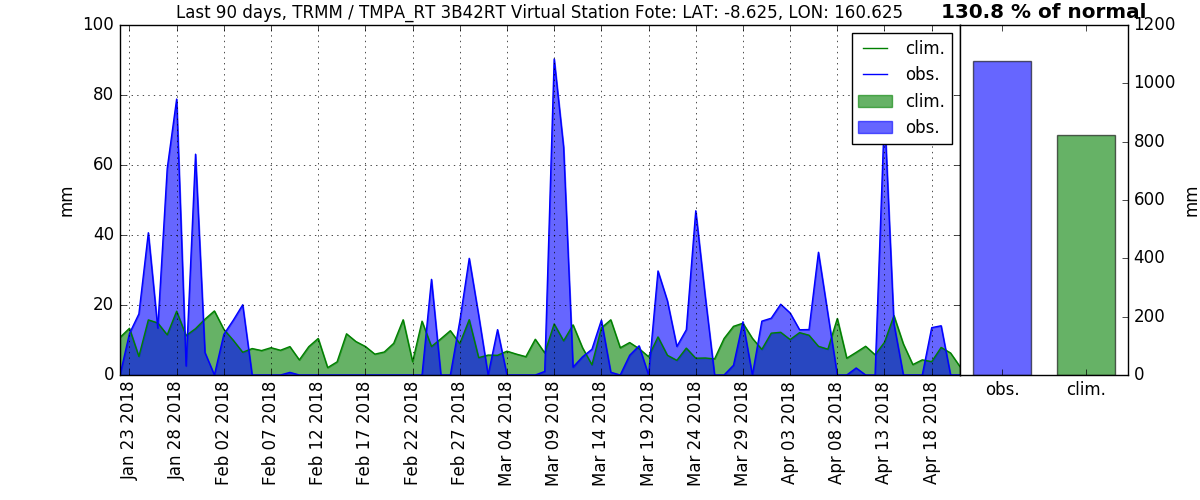 Last 90 days, TRMM / TMPA_RT 3B42RT Virtual Station Fote: LAT: -8.625, LON: 160.625
130.8 % of normal
100
80
60
40
20
0
mm
clim.
obs.
clim.
obs.
1200
1000
800
600
400
200
0
mm
obs.
clim.
Jan 23 2018
Jan 28 2018
Feb 02 2018
Feb 07 2018
Feb 12 2018
Feb 17 2018
Feb 22 2018
Feb 27 2018
Mar 04 2018
Mar 09 2018
Mar 14 2018
Mar 19 2018
Mar 24 2018
Mar 29 2018
Apr 03 2018
Apr 08 2018
Apr 13 2018
Apr 18 2018